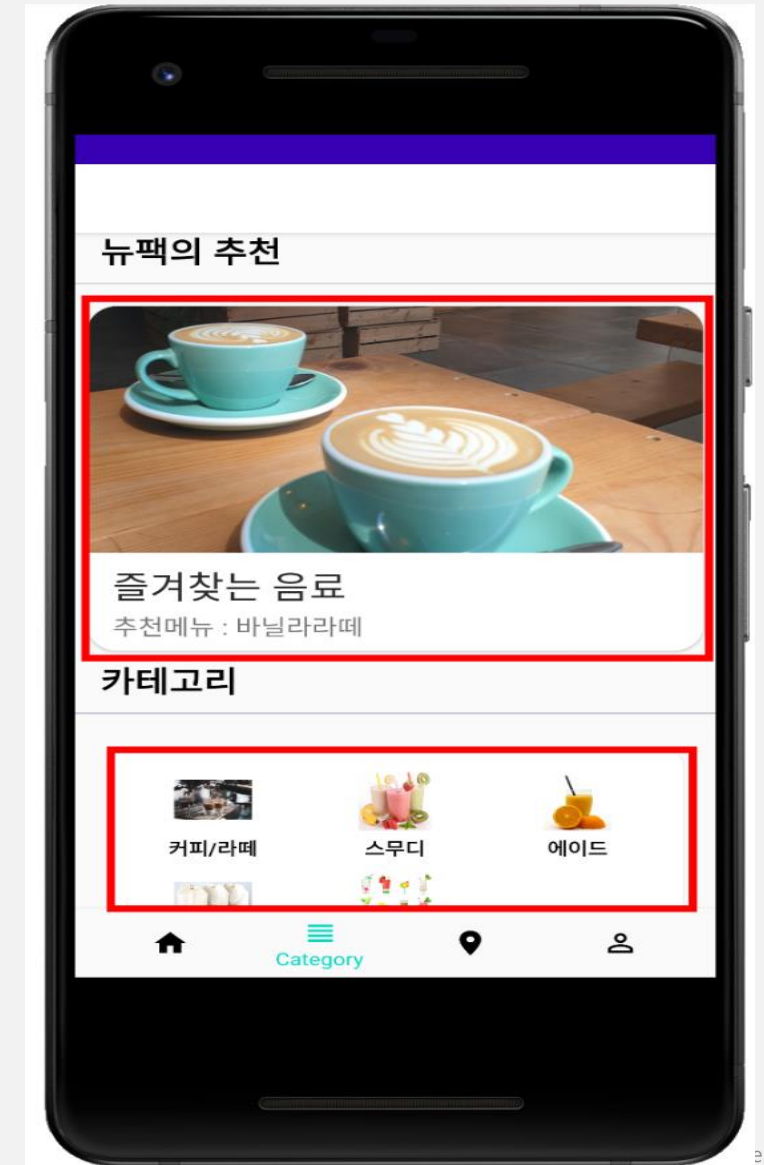 뉴팩의 추천
즐겨찾는 음료
추천메뉴 : 바닐라라떼
카테고리
커피/라떼
스무디
에이드
Category